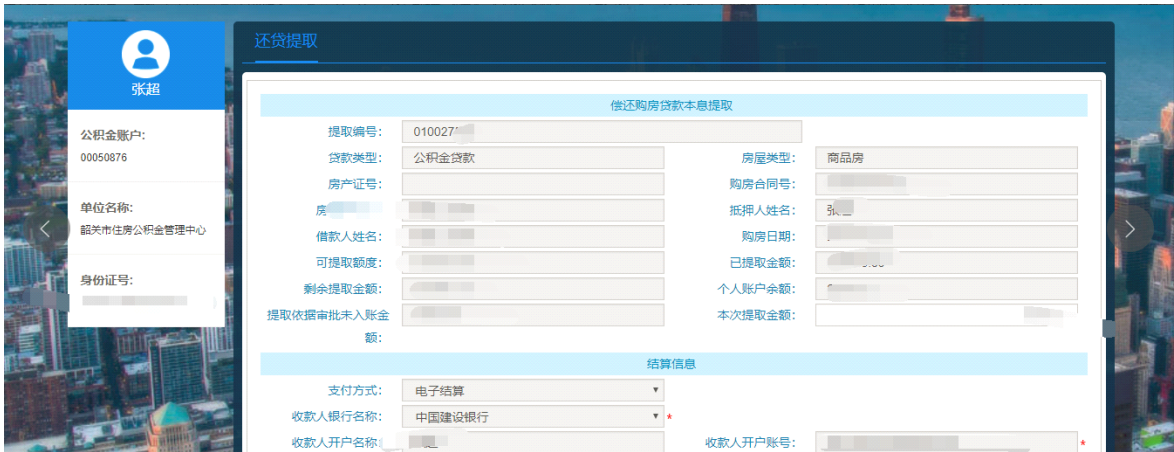 还贷提取
张超
公积金账户:
00050876
单位名称:
韶关市住房公积金管理中心
身份证号:
偿还购房贷款本息提取
提取编号: 010027
贷款类型: 公积金贷款 房屋类型: 商品房
房产证号: 购房合同号:
房 抵押人姓名: 张
借款人姓名: 购房日期:
可提取额度: 已提取金额:
剩余提取金额: 个人账户余额:
提取依据审批未入账金 本次提取金额:
额:
结算信息
支付方式: 电子结算
收款人银行名称: 中国建设银行 *
收款人开户名称: 收款人开户账号: *